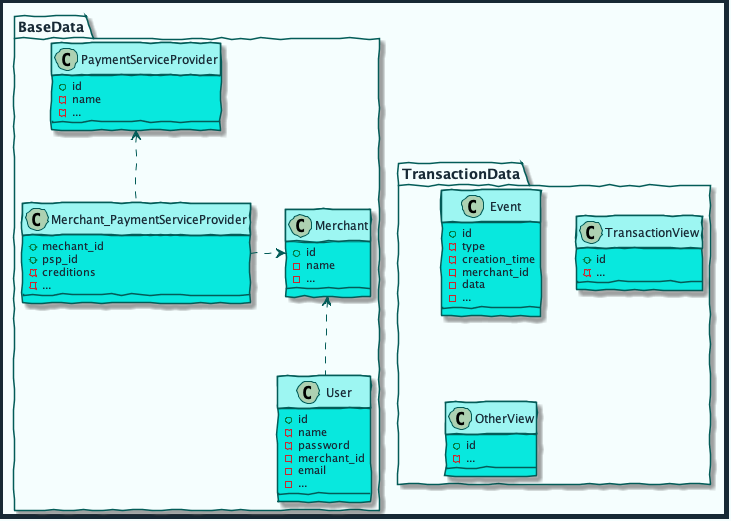 BaseData
C PaymentServiceProvider
id
name
...
C Merchant_PaymentServiceProvider
mechant_id
psp_id
creditions
...
C Merchant
id
name
...
C User
id
name
password
merchant_id
email
...
TransactionData
C Event
id
type
creation_time
merchant_id
data
...
C TransactionView
id
...
C OtherView
id
...